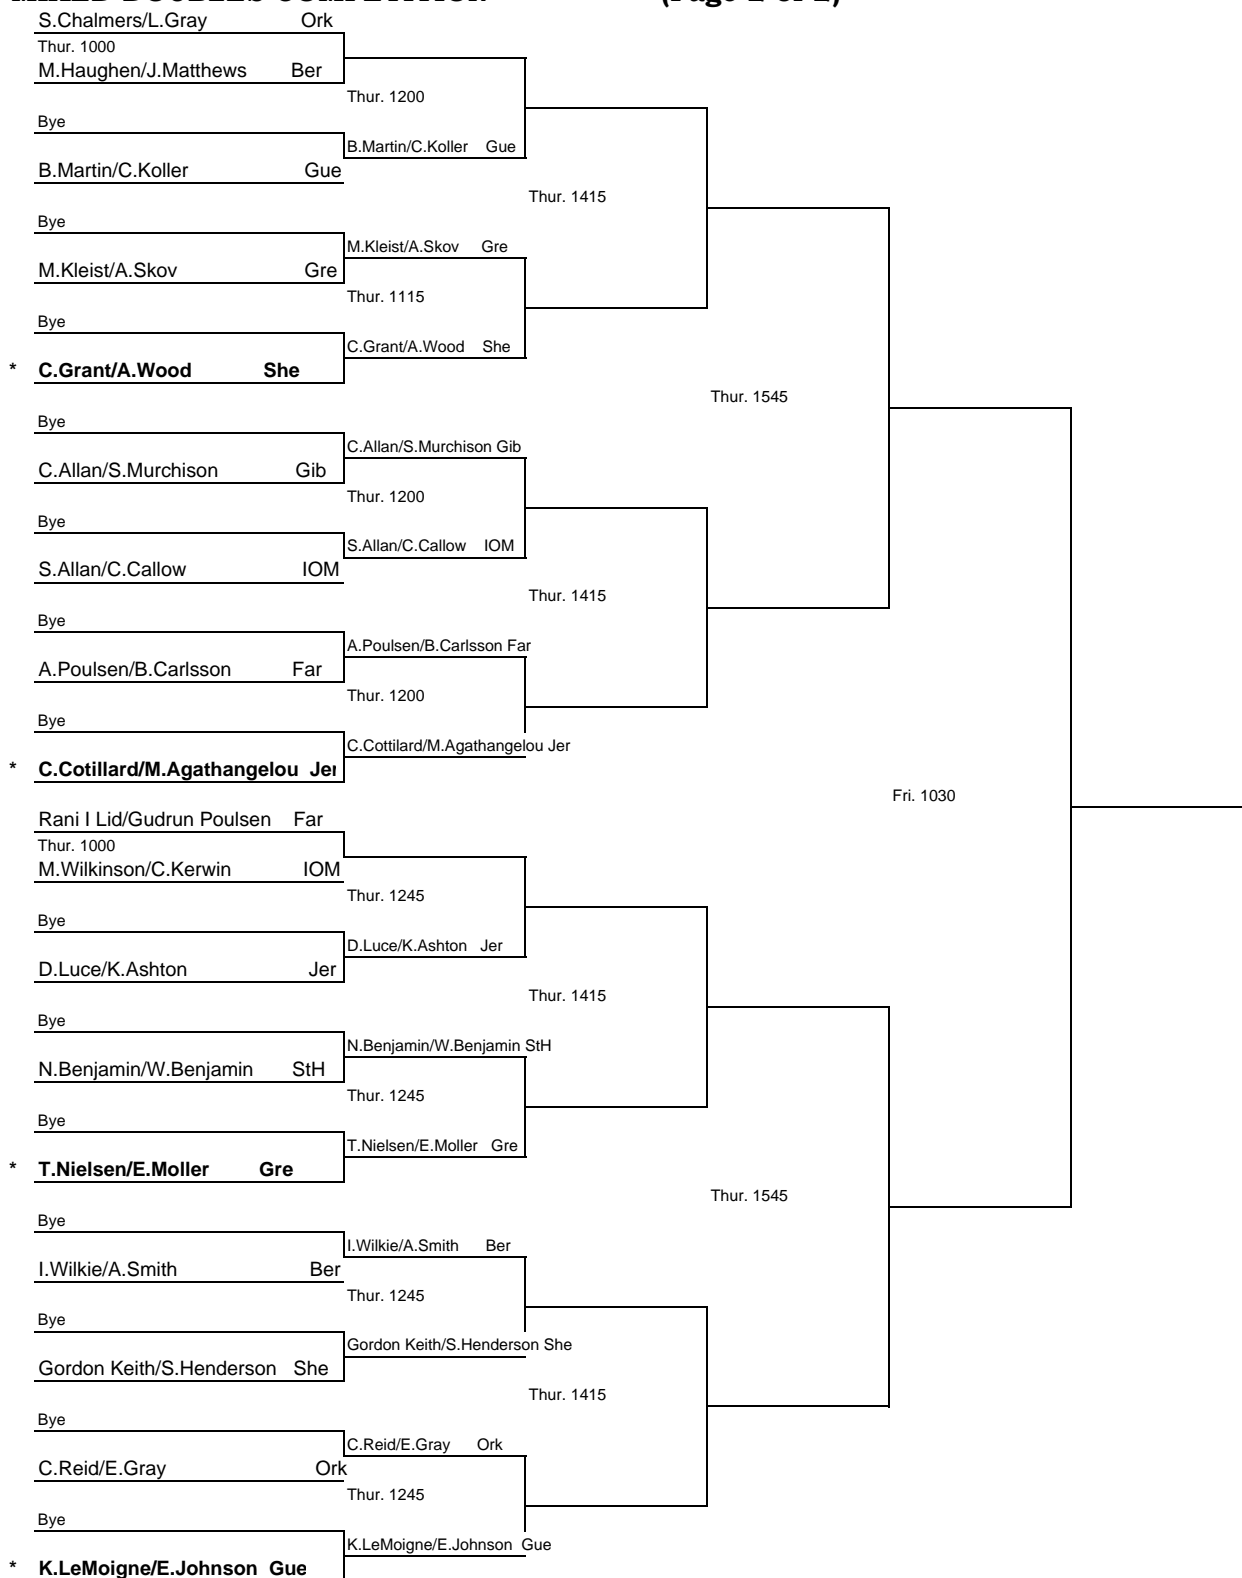 S.Chalmers/L.Gray Ork
Thur. 1000
M.Haughen/J.Matthews Ber
Thur. 1200
Bye
B.Martin/C.Koller Gue
B.Martin/C.Koller Gue
Thur. 1415
Bye
M.Kleist/A.Skov Gre
M.Kleist/A.Skov Gre
Thur. 1115
Bye
C.Grant/A.Wood She
* C.Grant/A.Wood She
Thur. 1545
Bye
C.Allan/S.Murchison Gib
C.Allan/S.Murchison Gib
Thur. 1200
Bye
S.Allan/C.Callow IOM
S.Allan/C.Callow IOM
Thur. 1415
Bye
A.Poulsen/B.Carlsson Far
A.Poulsen/B.Carlsson Far
Thur. 1200
Bye
C.Cottilard/M.Agathangelou Jer
* C.Cotillard/M.Agathangelou Jer
Fri. 1030
Rani I Lid/Gudrun Poulsen Far
Thur. 1000
M.Wilkinson/C.Kerwin IOM
Thur. 1245
Bye
D.Luce/K.Ashton Jer
D.Luce/K.Ashton Jer
Thur. 1415
Bye
N.Benjamin/W.Benjamin StH
N.Benjamin/W.Benjamin StH
Thur. 1245
Bye
T.Nielsen/E.Moller Gre
* T.Nielsen/E.Moller Gre
Thur. 1545
Bye
I.Wilkie/A.Smith Ber
I.Wilkie/A.Smith Ber
Thur. 1245
Bye
Gordon Keith/S.Henderson She
Gordon Keith/S.Henderson She
Thur. 1415
Bye
C.Reid/E.Gray Ork
C.Reid/E.Gray Ork
Thur. 1245
Bye
K.LeMoigne/E.Johnson Gue
* K.LeMoigne/E.Johnson Gue